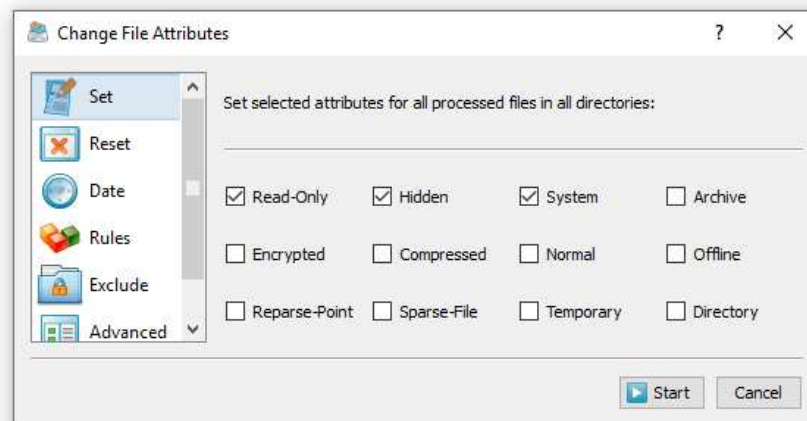 Change File Attributes
?
Set
Reset
Date
Rules
Exclude
Advanced
Set selected attributes for all processed files in all directories:
Read-Only Hidden System Archive
Encrypted Compressed Normal Offline
Reparse-Point Sparse-File Temporary Directory
Start Cancel